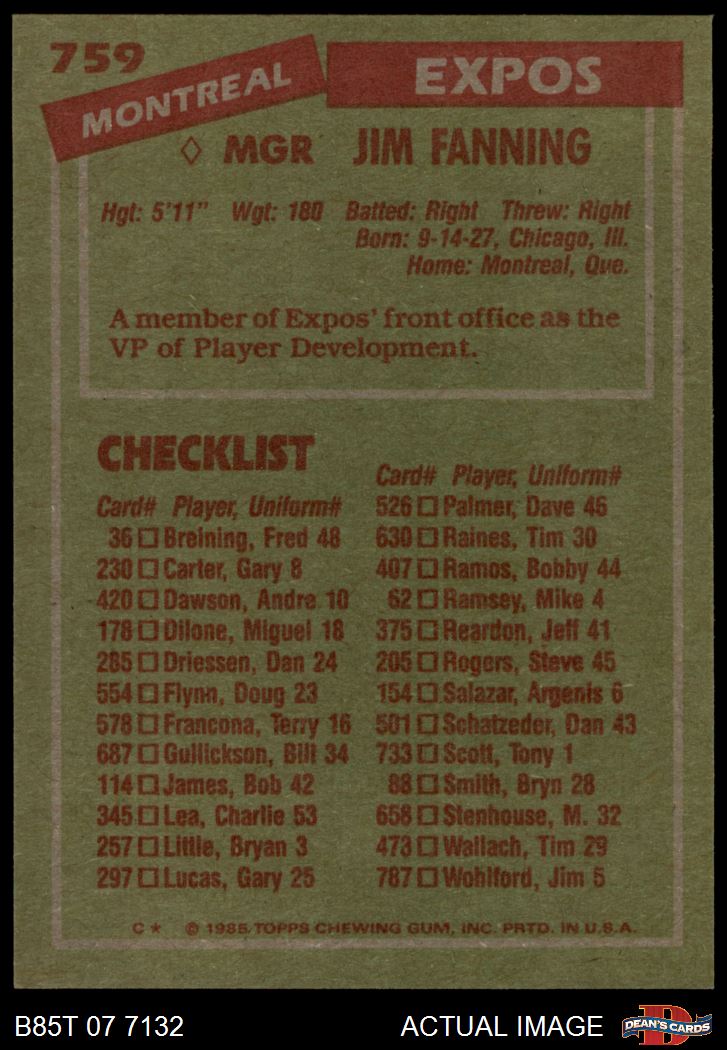 759
MONTREAL
EXPOS
◇ MGR JIM FANNING
Hgt: 5'11" Wgt: 180 Batted: Right Threw: Right
Born: 9-14-27, Chicago, Ill.
Home: Montreal, Que.
A member of Expos' front office as the
VP of Player Development.
CHECKLIST
Card# Player, Uniform#
36 □ Breining, Fred 48
230 □ Carter, Gary 8
420 □ Dawson, Andre 10
178 □ Dilone, Miguel 18
285 □ Driessen, Dan 24
554 □ Flynn, Doug 23
578 □ Francona, Terry 16
687 □ Gullickson, Bill 34
114 □ James, Bob 42
345 □ Lea, Charlie 53
257 □ Little, Bryan 3
297 □ Lucas, Gary 25
Card# Player, Uniform#
526 □ Palmer, Dave 46
630 □ Raines, Tim 30
407 □ Ramos, Bobby 44
62 □ Ramsey, Mike 4
375 □ Reardon, Jeff 41
205 □ Rogers, Steve 45
154 □ Salazar, Argenis 6
501 □ Schatzeder, Dan 43
733 □ Scott, Tony 1
88 □ Smith, Bryn 28
658 □ Stenhouse, M. 32
473 □ Wallach, Tim 29
787 □ Wohlford, Jim 5
C* © 1985 TOPPS CHEWING GUM, INC. PRTD. IN U.S.A.
B85T 07 7132
ACTUAL IMAGE
D
DEAN'S CARDS